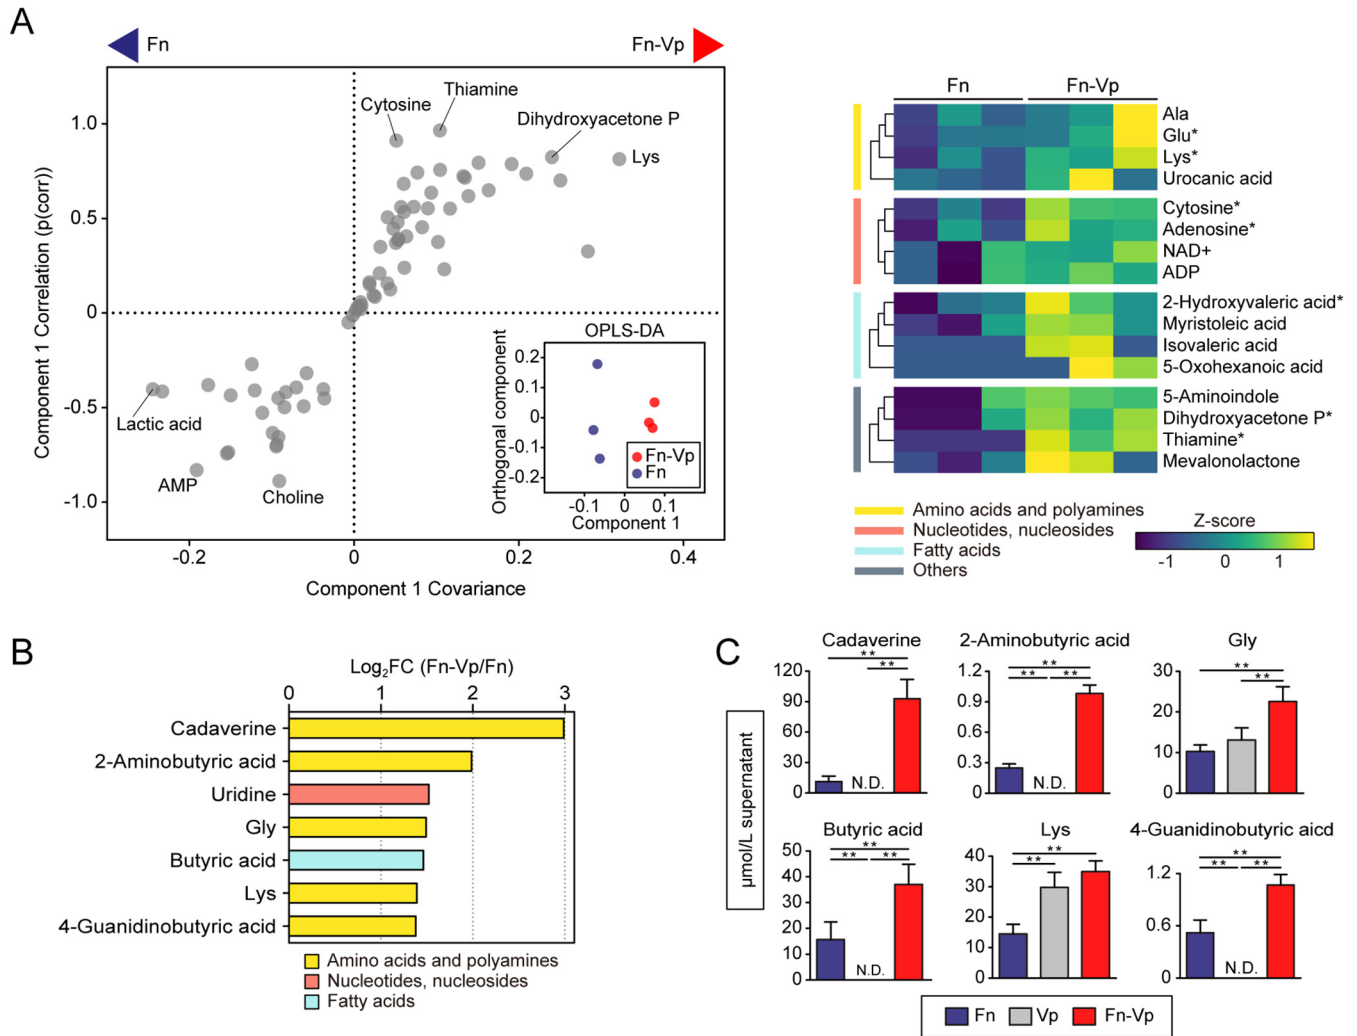 A
Fn
Fn-Vp
Component 1 Correlation (p(corr))
1.0
0.5
0
-0.5
-1.0
Cytosine
Thiamine
Dihydroxyacetone P
Lys
Lactic acid
AMP
Choline
-0.2
0
0.2
0.4
Component 1 Covariance
OPLS-DA
Orthogonal component
0.2
0.1
0
-0.1
-0.2
Fn-Vp
Fn
-0.1
0
0.1
Component 1
Fn
Fn-Vp
Ala
Glu*
Lys*
Urocanic acid
Cytosine*
Adenosine*
NAD+
ADP
2-Hydroxyvaleric acid*
Myristoleic acid
Isovaleric acid
5-Oxohexanoic acid
5-Aminoindole
Dihydroxyacetone P*
Thiamine*
Mevalonolactone
Amino acids and polyamines
Nucleotides, nucleosides
Fatty acids
Others
Z-score
-1
0
1
B
Log2FC (Fn-Vp/Fn)
0
1
2
3
Cadaverine
2-Aminobutyric acid
Uridine
Gly
Butyric acid
Lys
4-Guanidinobutyric acid
Amino acids and polyamines
Nucleotides, nucleosides
Fatty acids
C
µmol/L supernatant
Cadaverine
120
90
60
30
0
**
**
N.D.
2-Aminobutyric acid
1.2
0.9
0.6
0.3
0
**
** **
N.D.
Gly
30
20
10
0
**
**
Butyric acid
50
40
30
20
10
0
**
** **
N.D.
Lys
40
30
20
10
0
**
**
4-Guanidinobutyric aicd
1.2
0.6
0
**
** **
N.D.
Fn
Vp
Fn-Vp